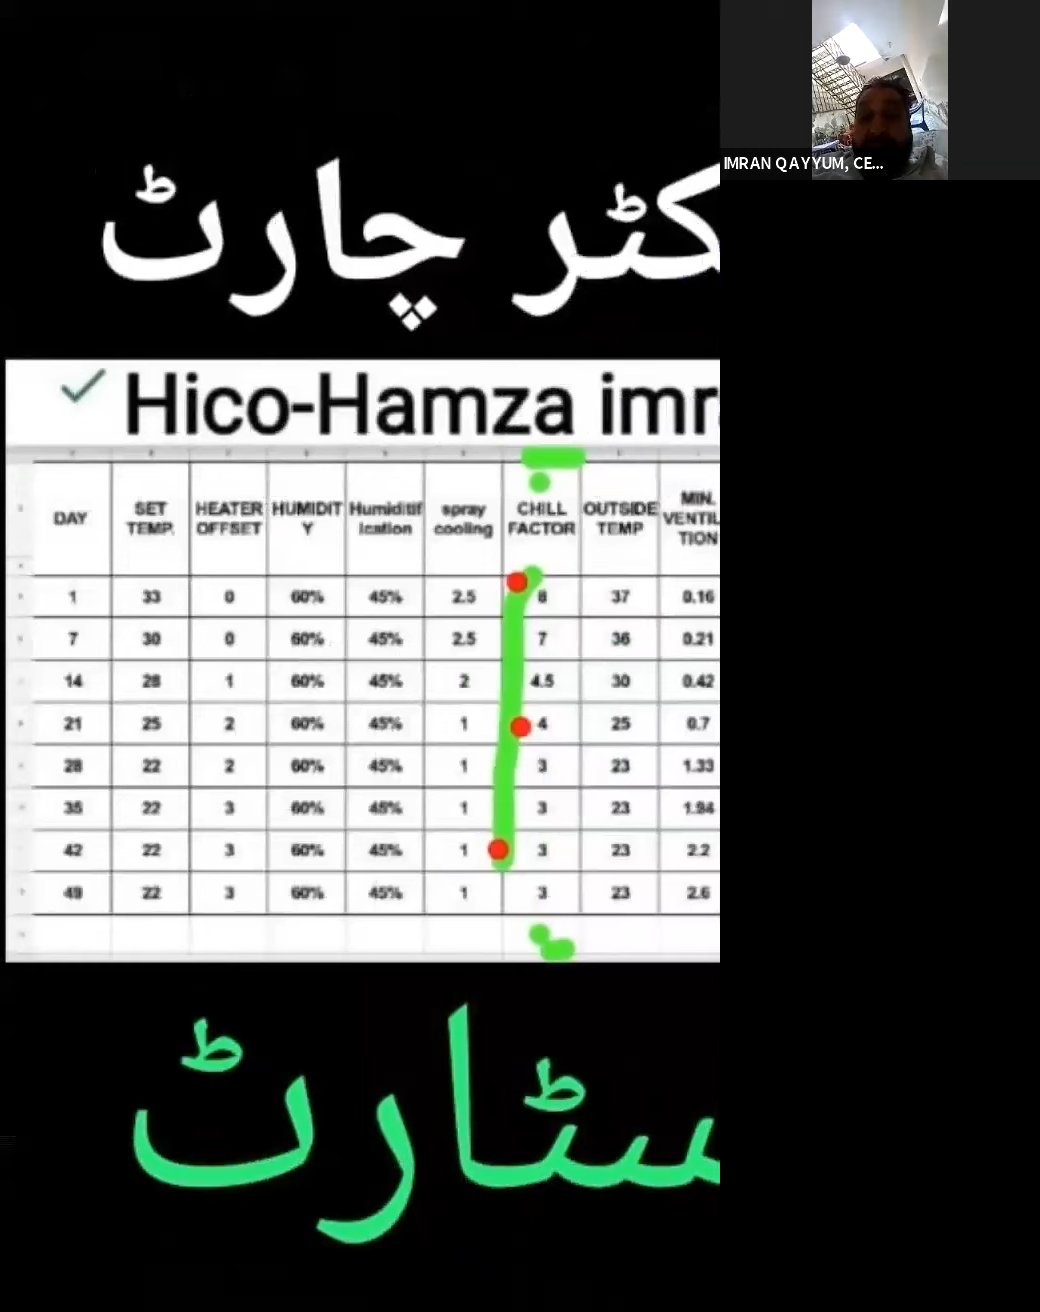 IMRAN QAYYUM, CE...
کٹر چارٹ
Hico-Hamza imr
DAY SET TEMP. HEATER OFFSET HUMIDITY Humiditification spray cooling CHILL FACTOR OUTSIDE TEMP MIN. VENTILTION
1 33 0 60% 45% 2.5 8 37 0.16
7 30 0 60% 45% 2.5 7 36 0.21
14 28 1 60% 45% 2 4.5 30 0.42
21 25 2 60% 45% 1 4 25 0.7
28 22 2 60% 45% 1 3 23 1.33
35 22 3 60% 45% 1 3 23 1.94
42 22 3 60% 45% 1 3 23 2.2
49 22 3 60% 45% 1 3 23 2.6
سٹارٹ